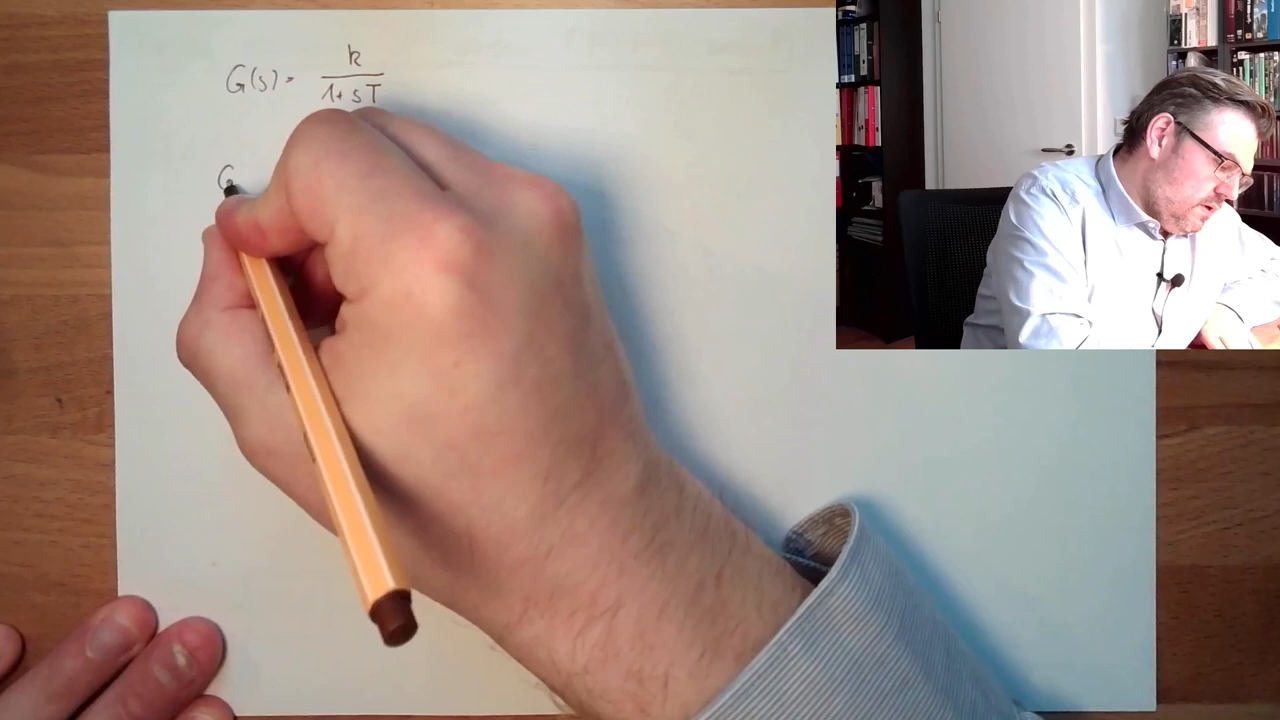 G(s) = k / 1+sT
G